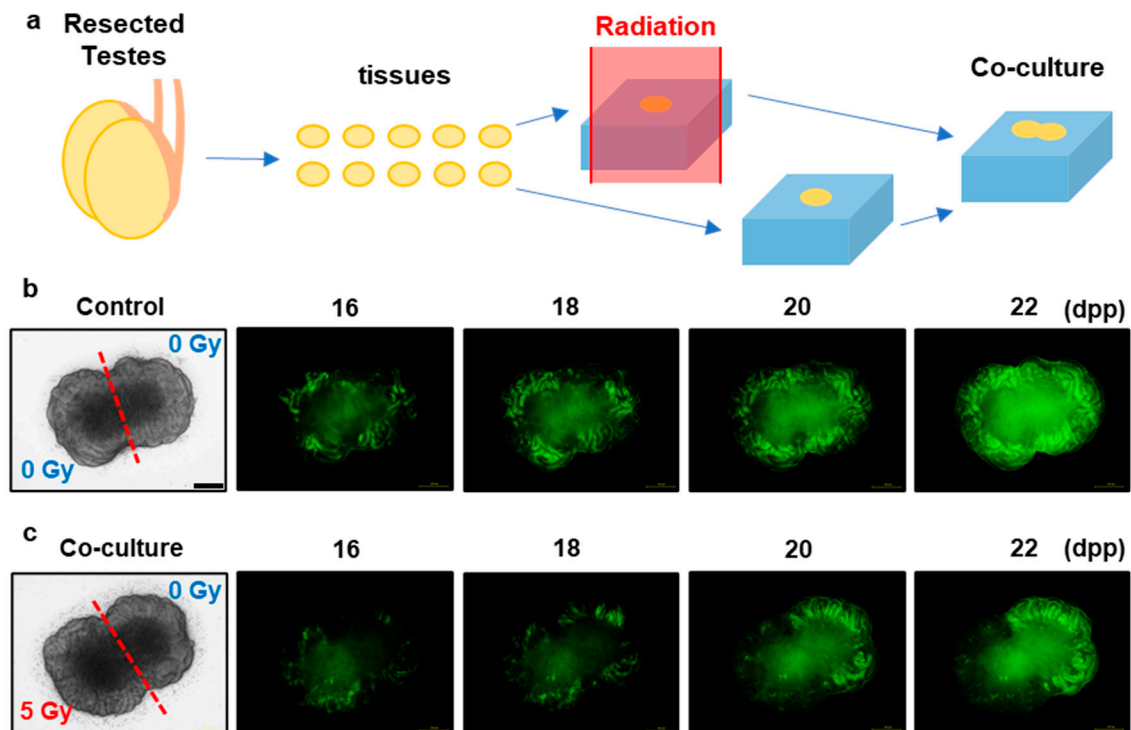 a
Resected
Testes
tissues
Radiation
Co-culture
b
Control
16
18
20
22
(dpp)
0 Gy
0 Gy
c
Co-culture
16
18
20
22
(dpp)
0 Gy
5 Gy